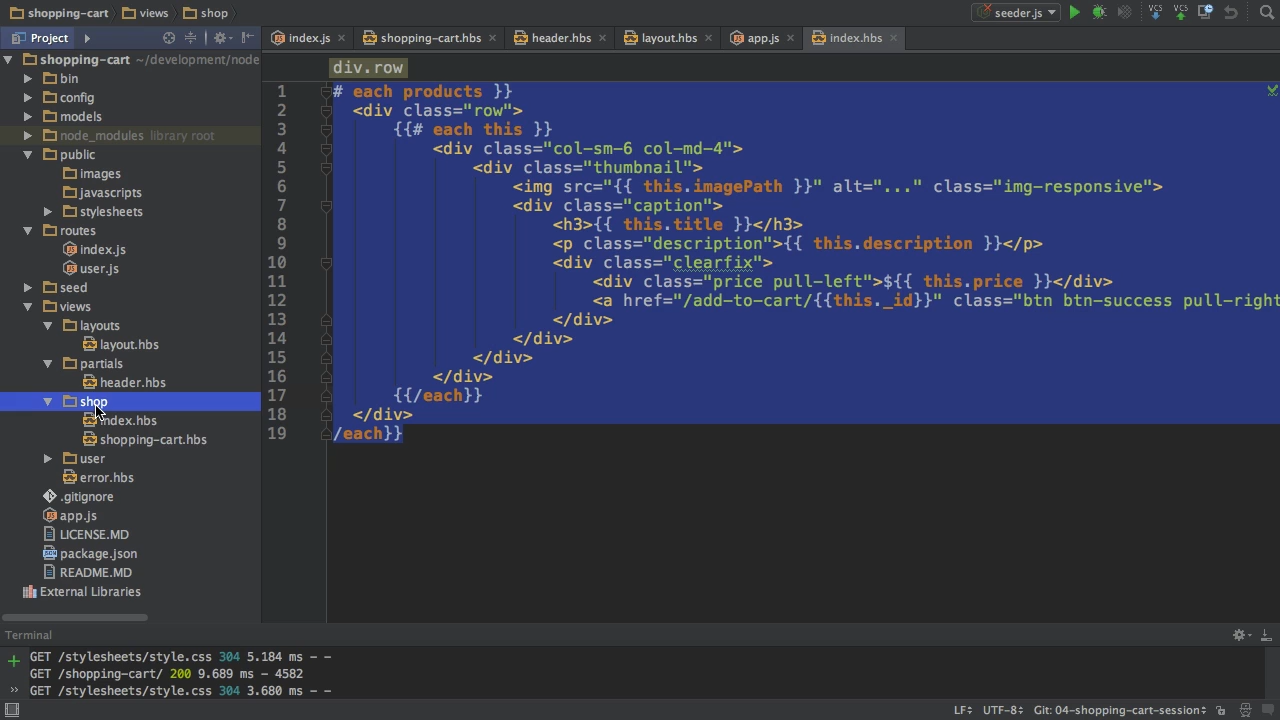 shopping-cart views shop seeder.js VCS VCS
Project index.js shopping-cart.hbs header.hbs layout.hbs app.js index.hbs
shopping-cart ~/development/node
bin
config
models
node_modules library root
public
images
javascripts
stylesheets
routes
index.js
user.js
seed
views
layouts
layout.hbs
partials
header.hbs
shop
index.hbs
shopping-cart.hbs
user
error.hbs
.gitignore
app.js
LICENSE.MD
package.json
README.MD
External Libraries
div.row
1 # each products }}
2 <div class="row">
3 {{# each this }}
4 <div class="col-sm-6 col-md-4">
5 <div class="thumbnail">
6 <img src="{{ this.imagePath }}" alt="..." class="img-responsive">
7 <div class="caption">
8 <h3>{{ this.title }}</h3>
9 <p class="description">{{ this.description }}</p>
10 <div class="clearfix">
11 <div class="price pull-left">${{ this.price }}</div>
12 <a href="/add-to-cart/{{this._id}}" class="btn btn-success pull-right
13 </div>
14 </div>
15 </div>
16 </div>
17 {{/each}}
18 </div>
19 /each}}
Terminal
GET /stylesheets/style.css 304 5.184 ms - -
GET /shopping-cart/ 200 9.689 ms - 4582
GET /stylesheets/style.css 304 3.680 ms - -
LF UTF-8 Git: 04-shopping-cart-session